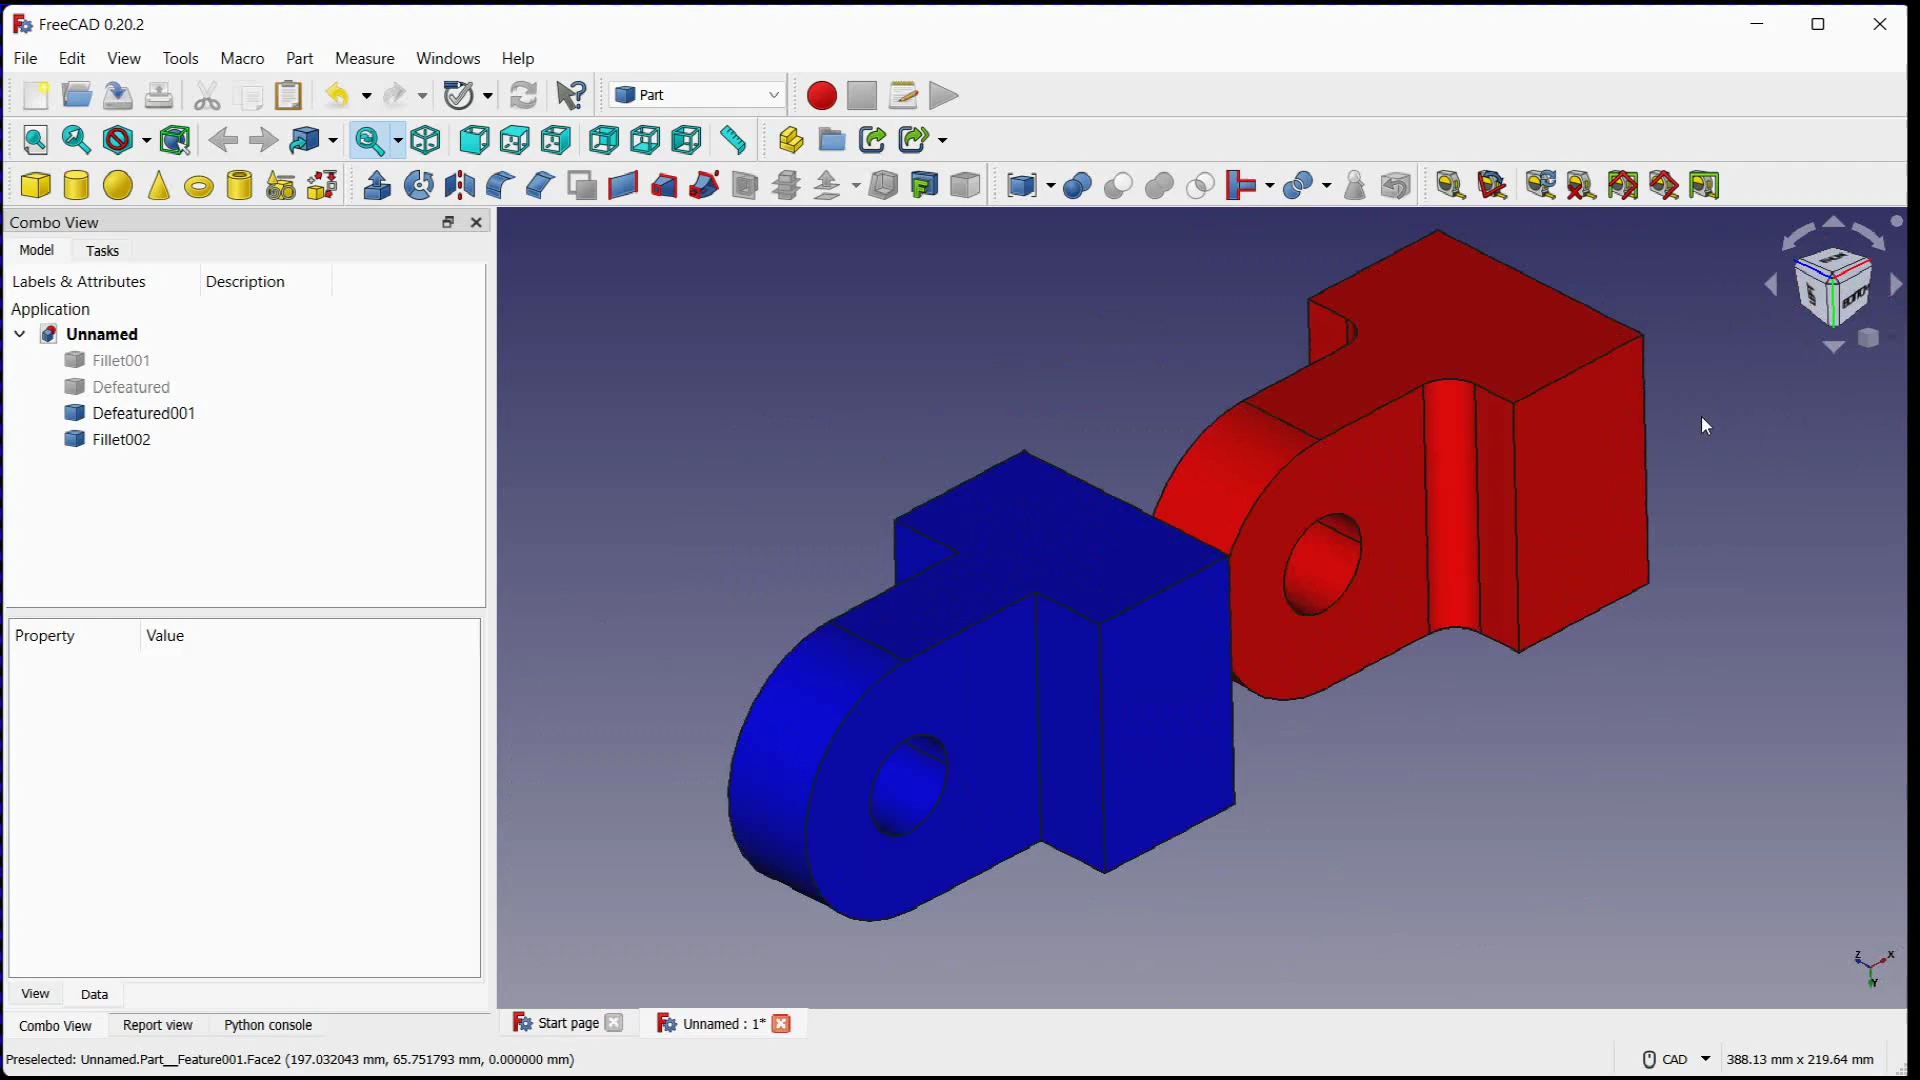 FreeCAD 0.20.2
File Edit View Tools Macro Part Measure Windows Help
Part
Combo View
Model Tasks
Labels & Attributes Description
Application
Unnamed
Fillet001
Defeatured
Defeatured001
Fillet002
Property Value
View Data
Combo View Report view Python console
Start page Unnamed : 1*
Z X
Y
Preselected: Unnamed.Part__Feature001.Face2 (197.032043 mm, 65.751793 mm, 0.000000 mm)
CAD 388.13 mm x 219.64 mm